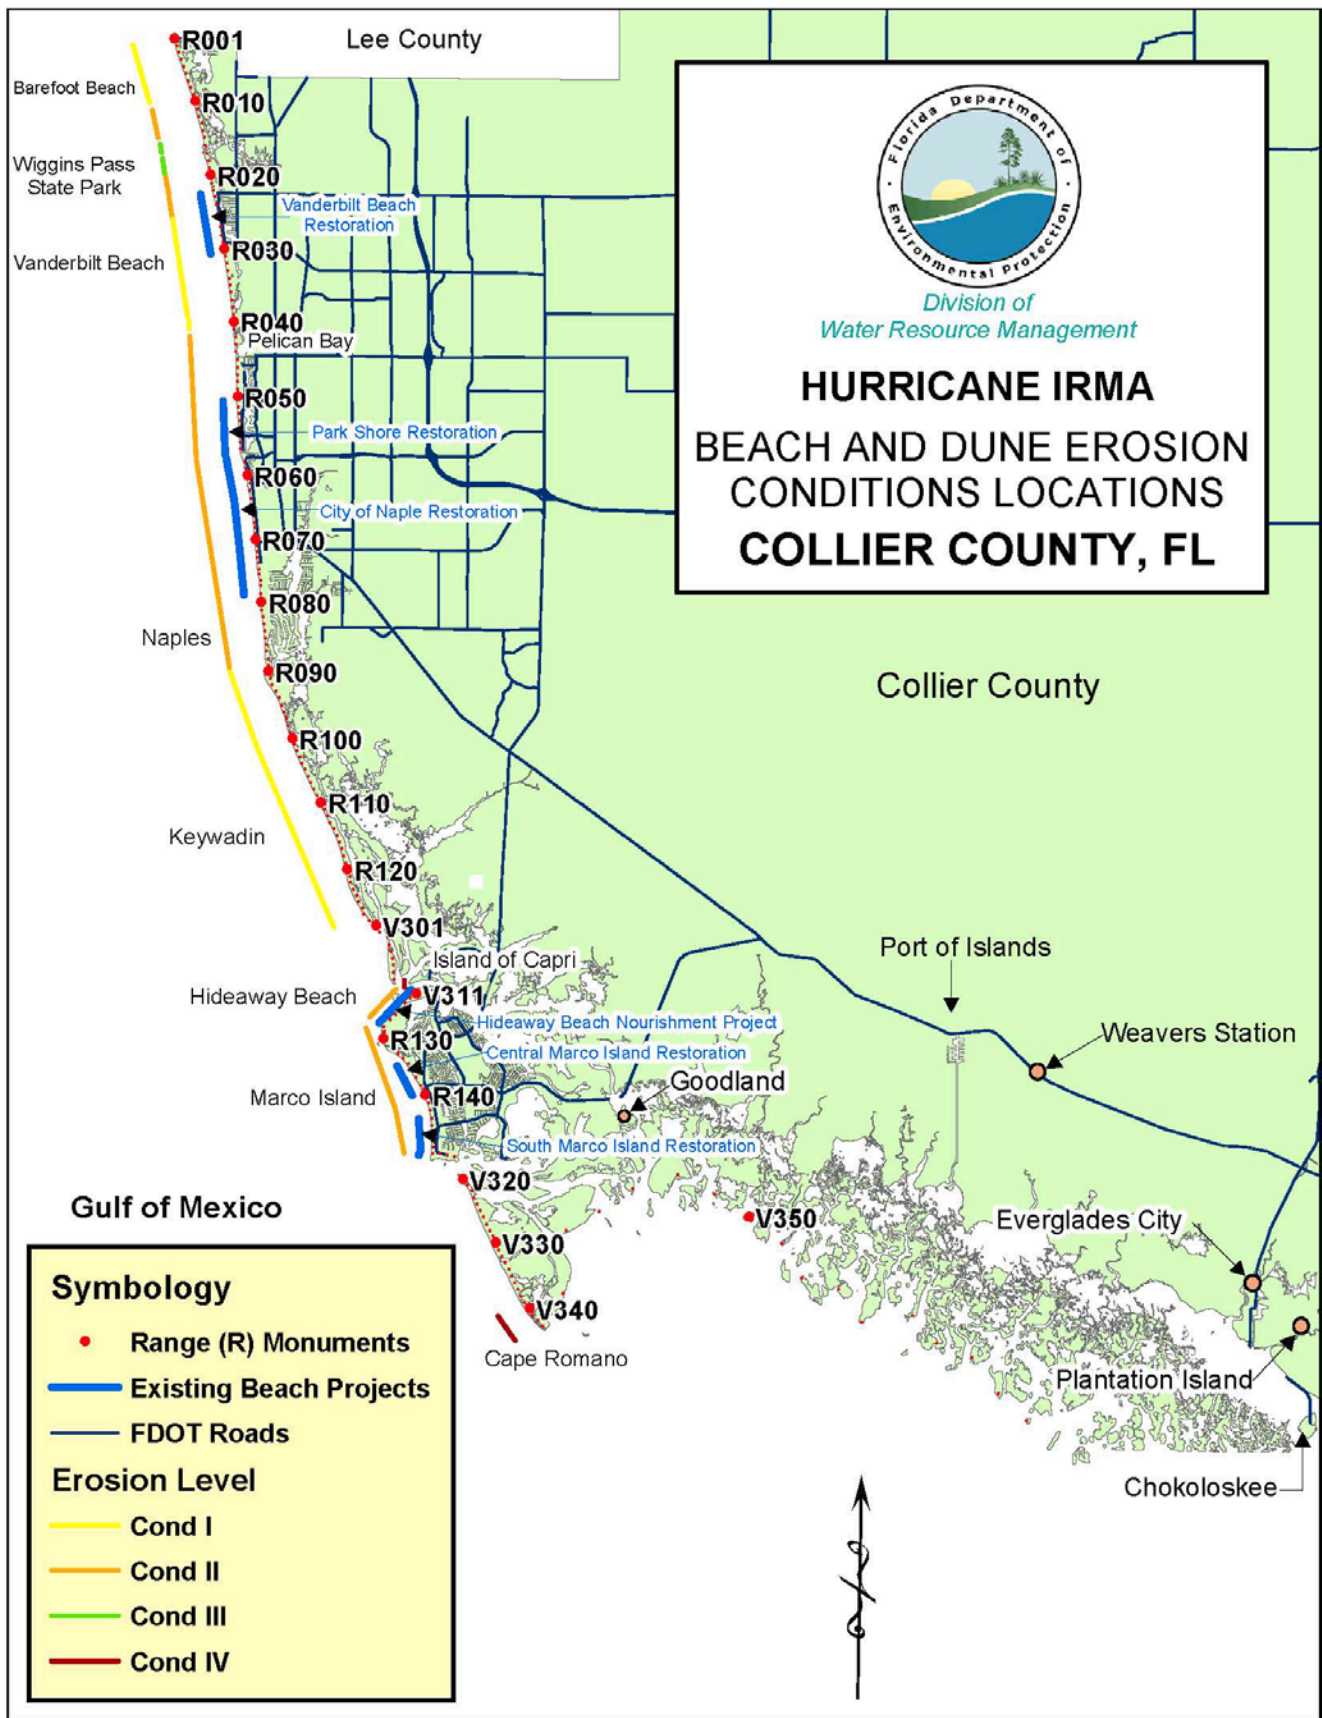 Lee County
R001
Barefoot Beach
R010
Wiggins Pass
State Park
R020
Vanderbilt Beach
Restoration
R030
Vanderbilt Beach
R040
Pelican Bay
R050
Park Shore Restoration
R060
City of Naple Restoration
R070
R080
Naples
R090
R100
R110
Keywadin
R120
V301
Island of Capri
Hideaway Beach
V311
Hideaway Beach Nourishment Project
R130
Central Marco Island Restoration
Marco Island
R140
Goodland
South Marco Island Restoration
V320
V330
V340
Cape Romano
V350
Port of Islands
Weavers Station
Everglades City
Plantation Island
Chokoloskee
Collier County
Gulf of Mexico
Florida Department of
Environmental Protection
Division of
Water Resource Management
HURRICANE IRMA
BEACH AND DUNE EROSION
CONDITIONS LOCATIONS
COLLIER COUNTY, FL
Symbology
Range (R) Monuments
Existing Beach Projects
FDOT Roads
Erosion Level
Cond I
Cond II
Cond III
Cond IV